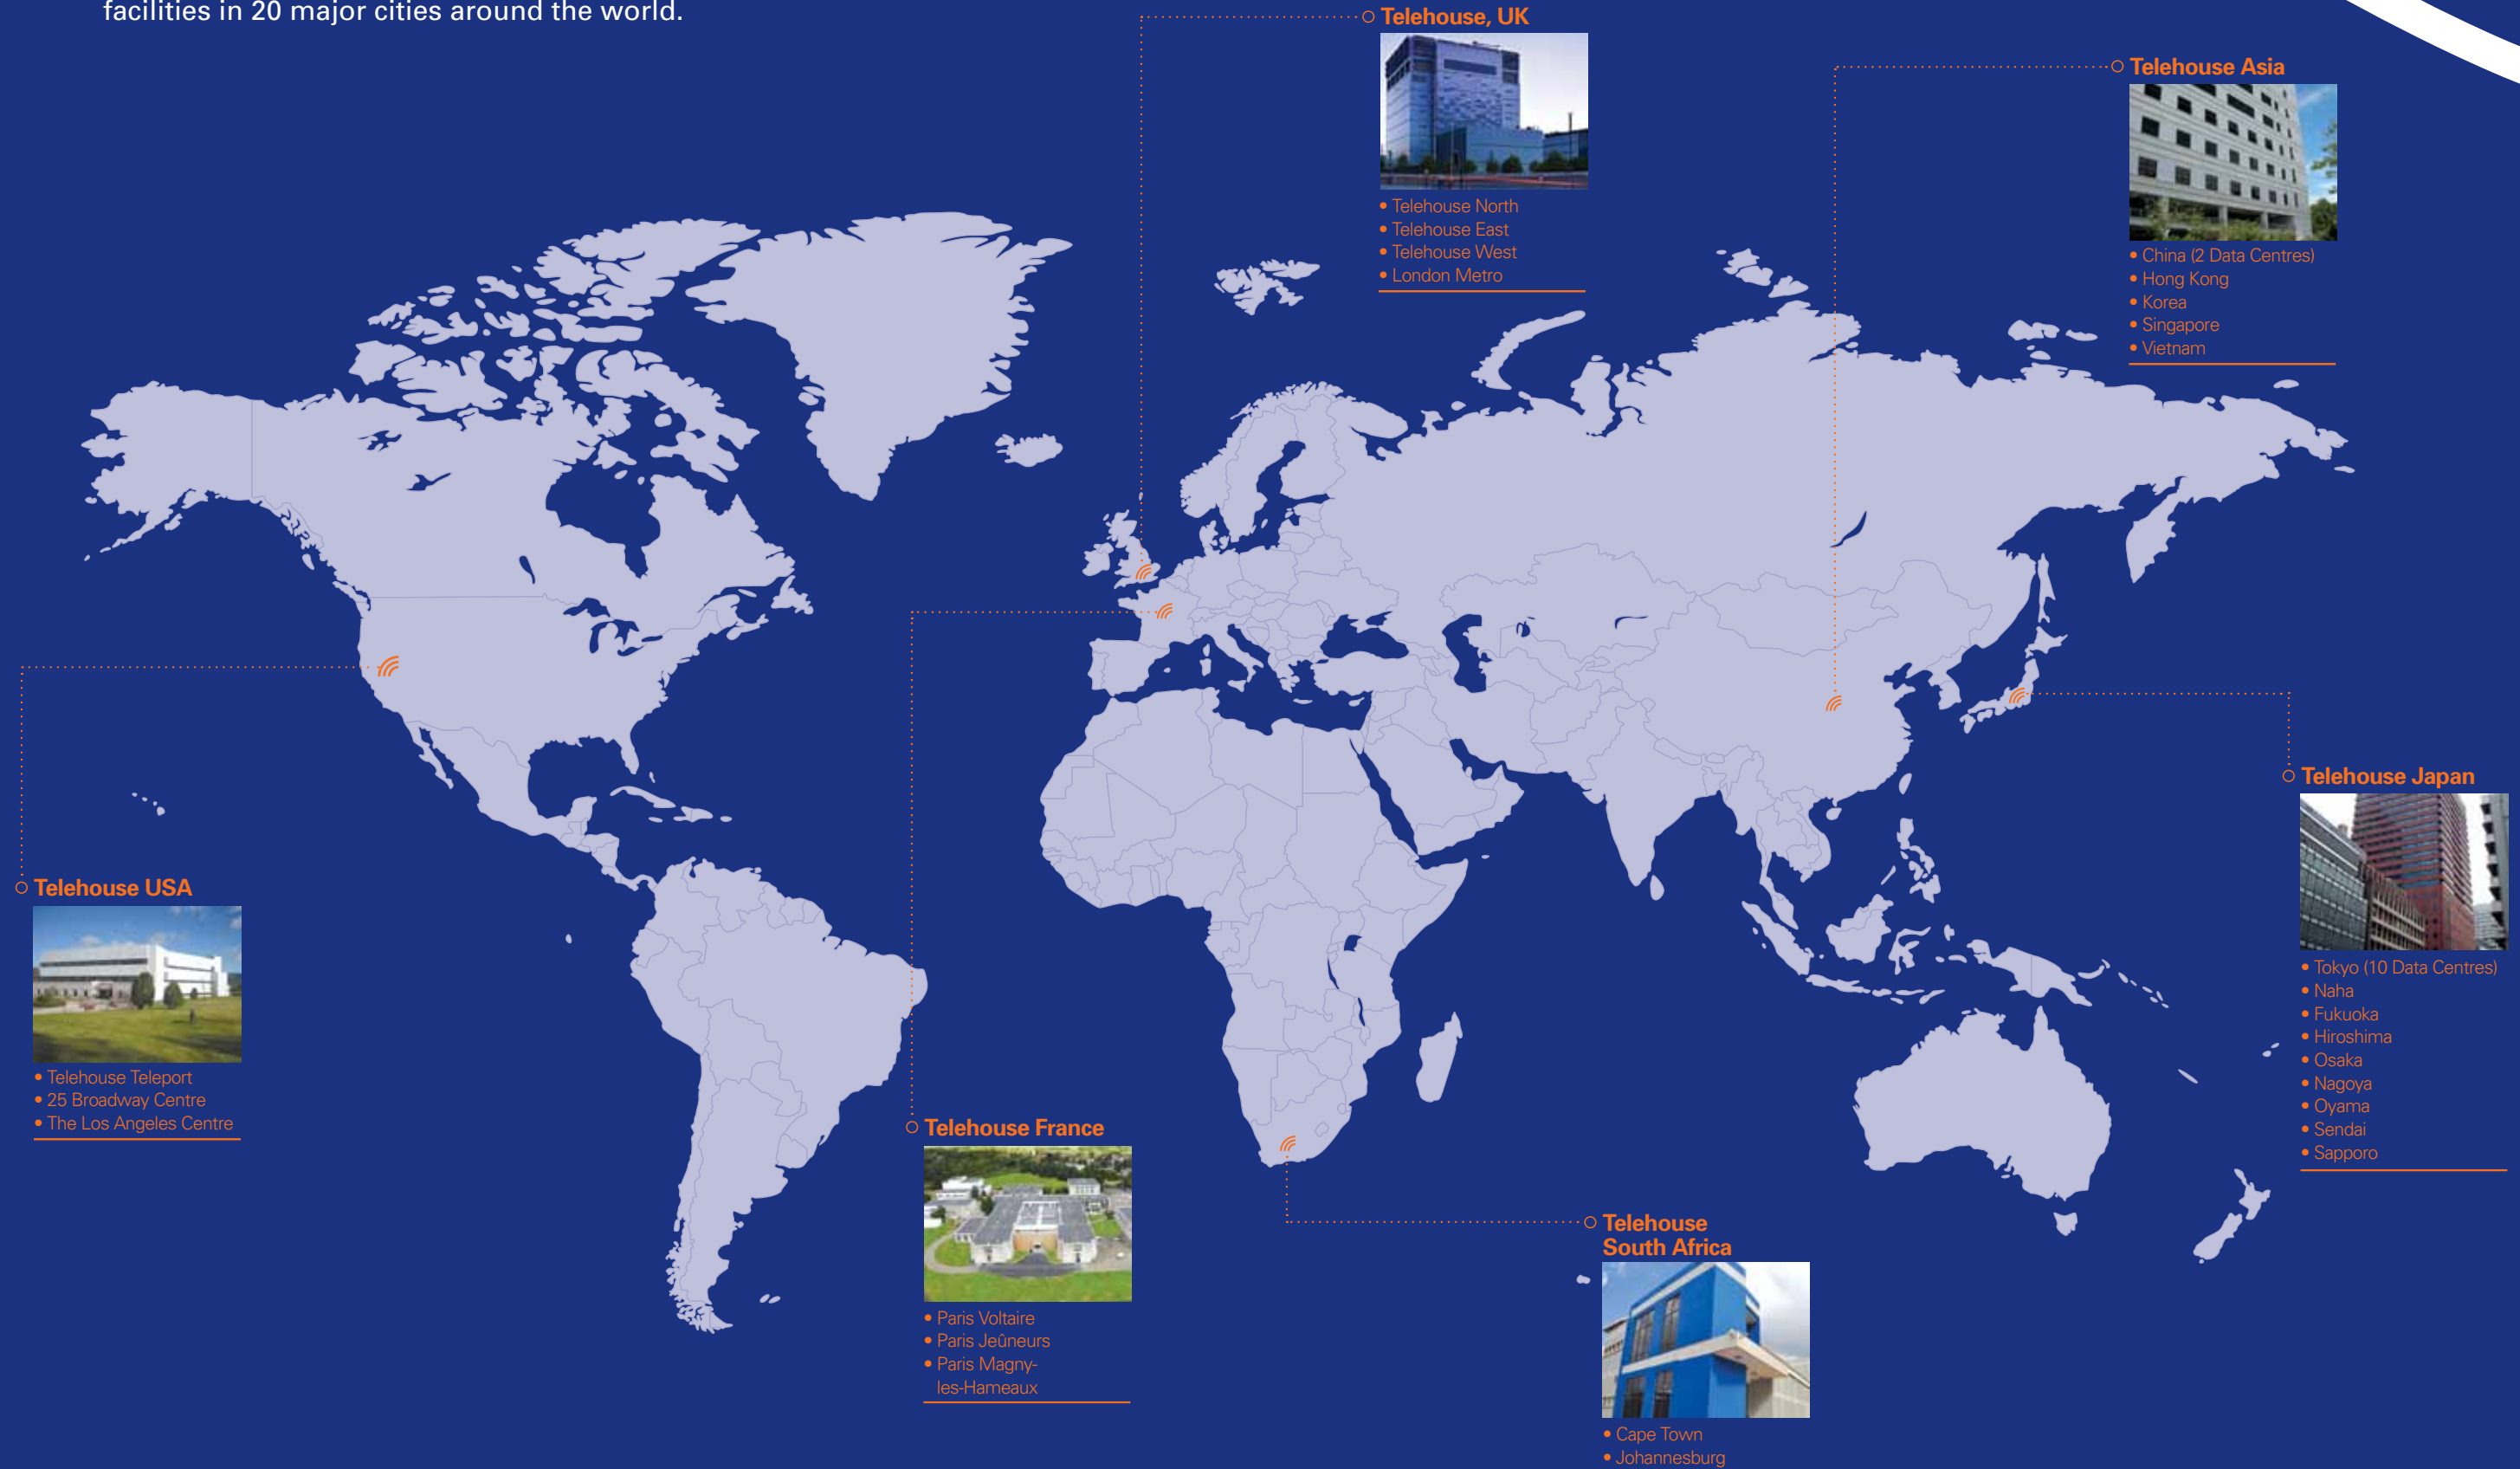 facilities in 20 major cities around the world.
Telehouse, UK
• Telehouse North
• Telehouse East
• Telehouse West
• London Metro
Telehouse Asia
• China (2 Data Centres)
• Hong Kong
• Korea
• Singapore
• Vietnam
Telehouse Japan
• Tokyo (10 Data Centres)
• Naha
• Fukuoka
• Hiroshima
• Osaka
• Nagoya
• Oyama
• Sendai
• Sapporo
Telehouse USA
• Telehouse Teleport
• 25 Broadway Centre
• The Los Angeles Centre
Telehouse France
• Paris Voltaire
• Paris Jeûneurs
• Paris Magny-
les-Hameaux
Telehouse
South Africa
• Cape Town
• Johannesburg